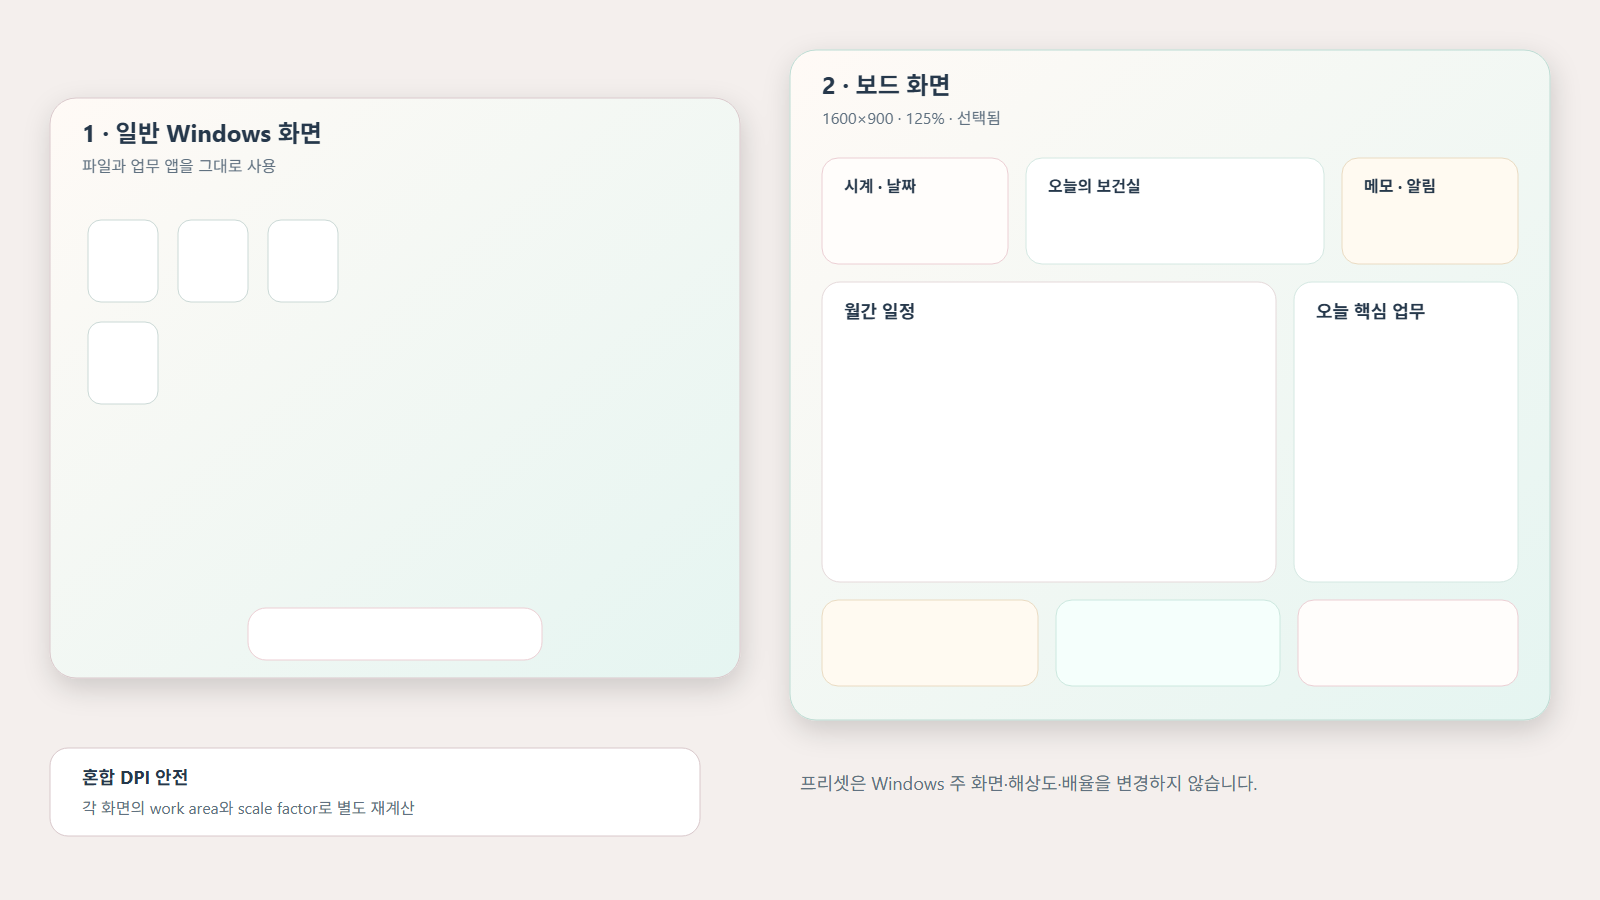 1 · 일반 Windows 화면
파일과 업무 앱을 그대로 사용
2 · 보드 화면
1600×900 · 125% · 선택됨
시계 · 날짜
오늘의 보건실
메모 · 알림
월간 일정
오늘 핵심 업무
혼합 DPI 안전
각 화면의 work area와 scale factor로 별도 재계산
프리셋은 Windows 주 화면·해상도·배율을 변경하지 않습니다.